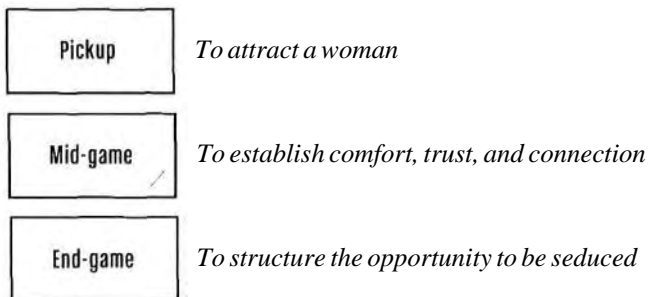 Pickup To attract a woman
Mid-game To establish comfort, trust, and connection
End-game To structure the opportunity to be seduced